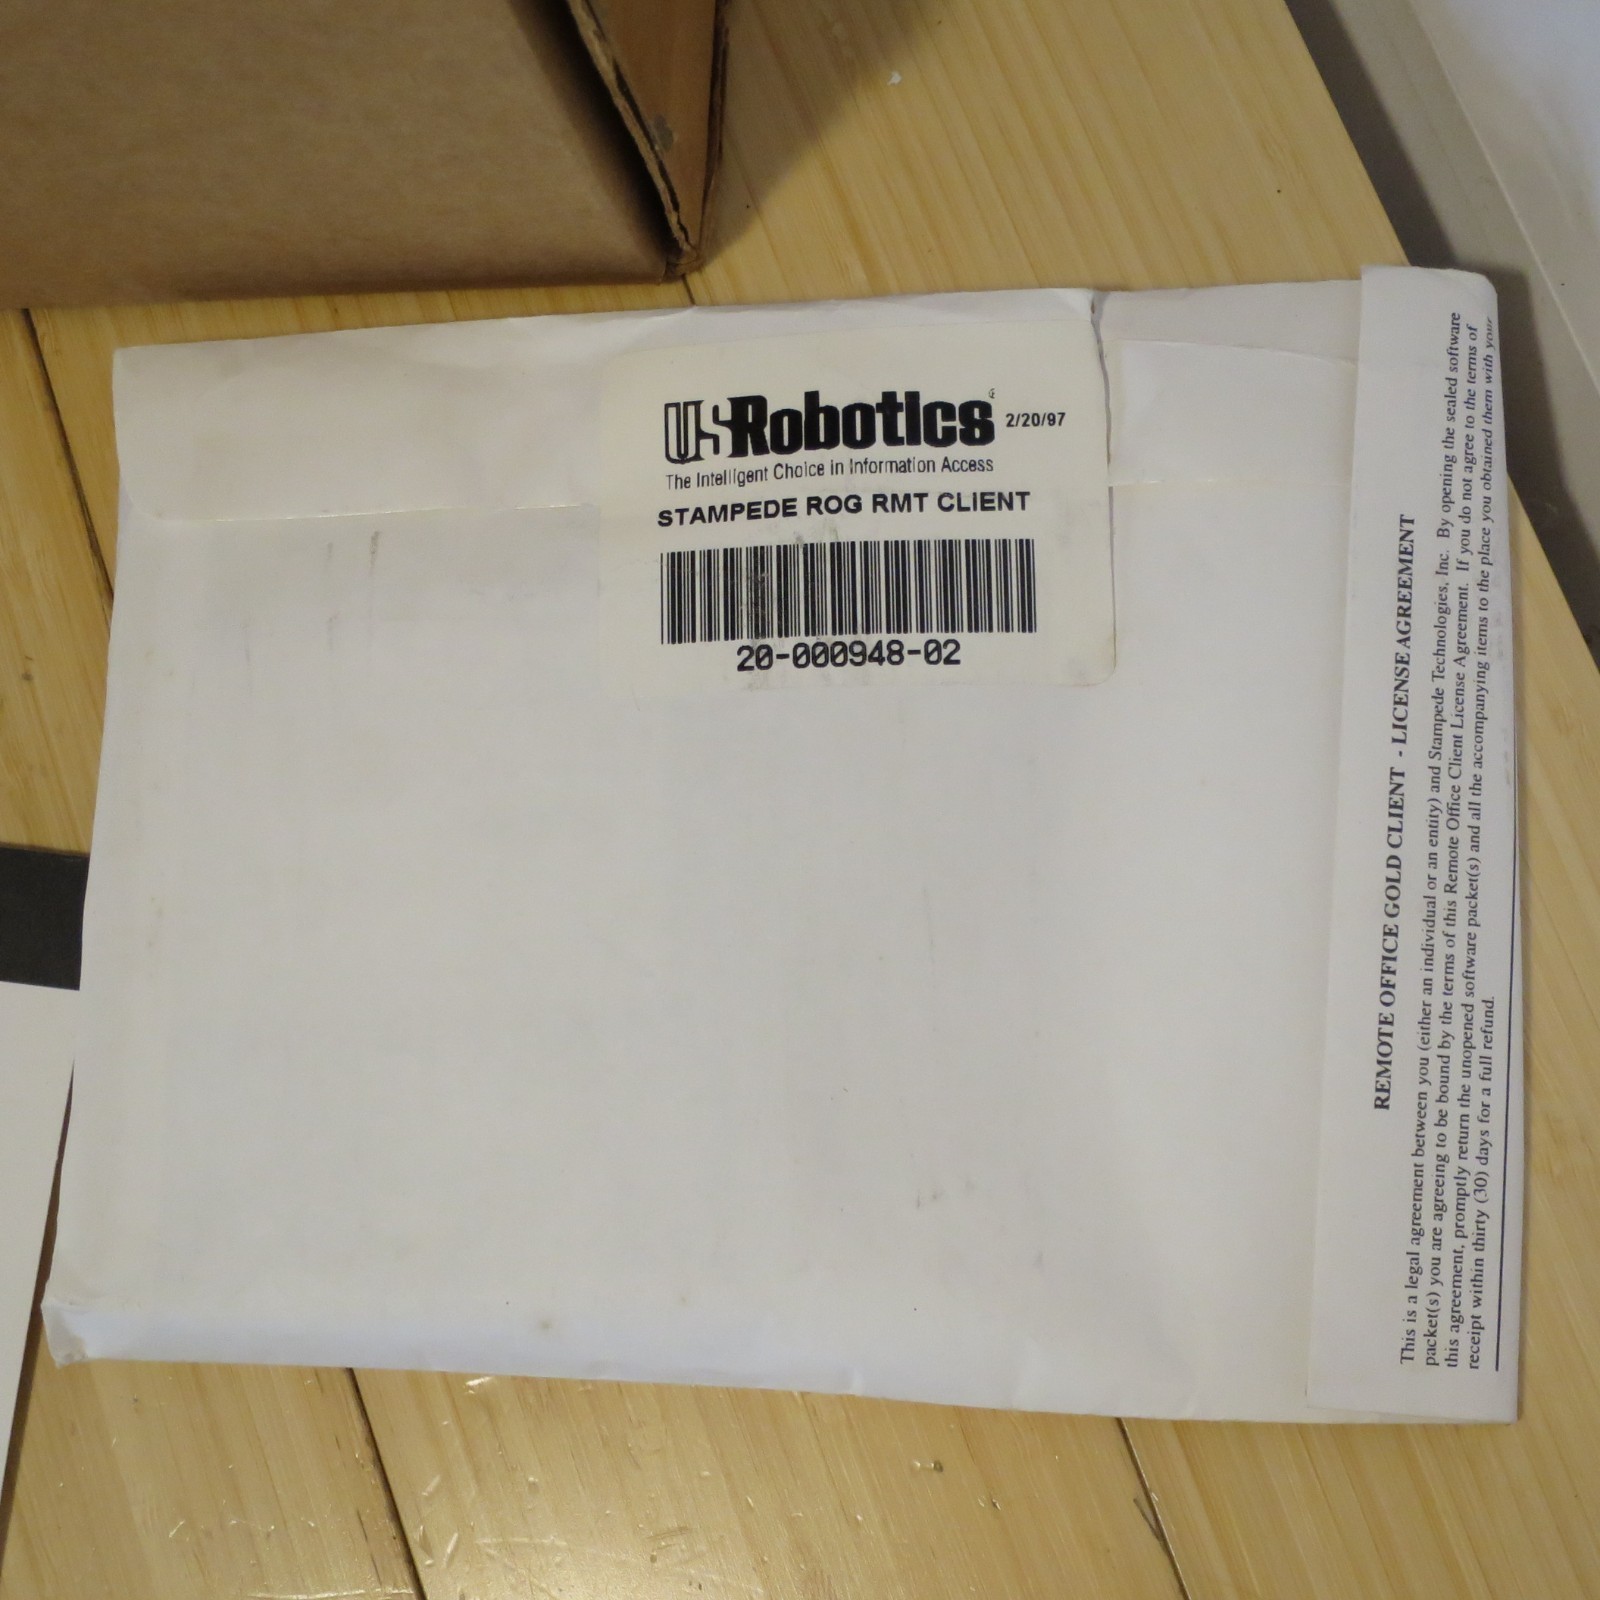 USRobotics 2/20/97
The Intelligent Choice in Information Access
STAMPEDE ROG RMT CLIENT
20-000948-02
REMOTE OFFICE GOLD CLIENT - LICENSE AGREEMENT
This is a legal agreement between you (either an individual or an entity) and Stampede Technologies, Inc. By opening the sealed software
packet(s) you are agreeing to be bound by the terms of this Remote Office Client License Agreement. If you do not agree to the terms of
this agreement, promptly return the unopened software packet(s) and all the accompanying items to the place you obtained them with your
receipt within thirty (30) days for a full refund.